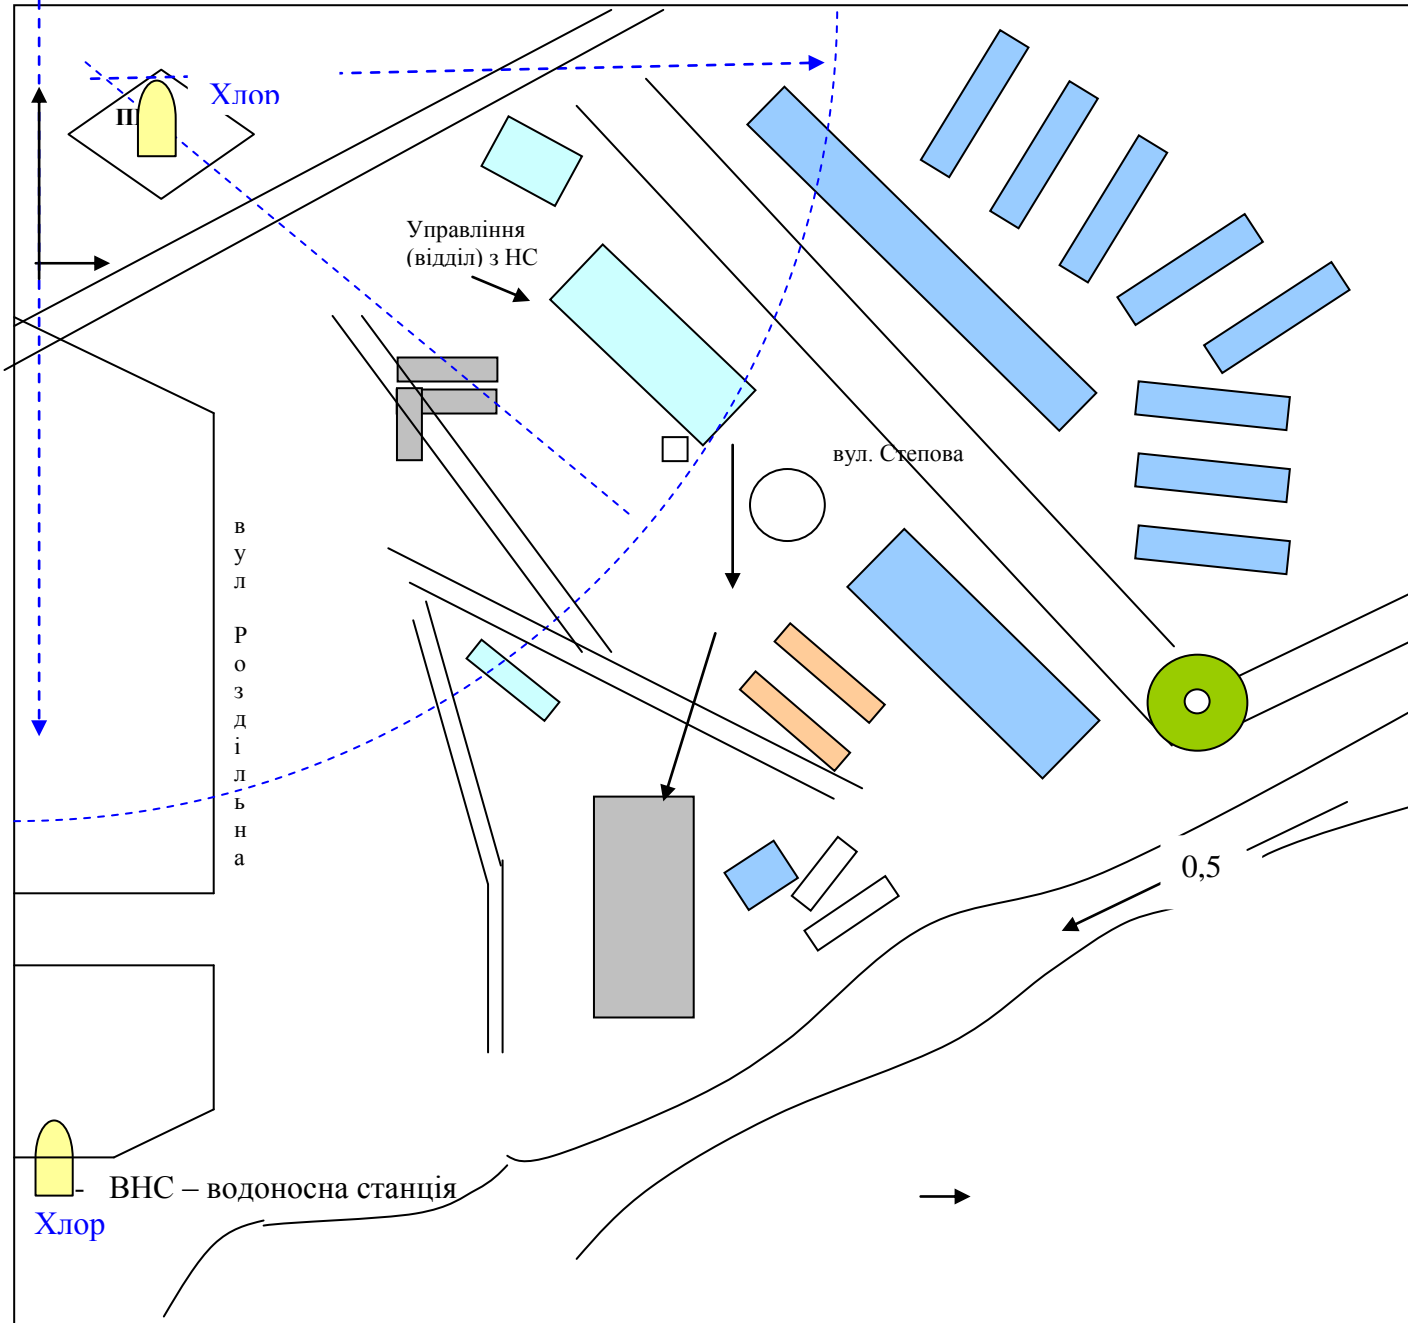 Хлор
Управління
(відділ) з НС
вул. Степова
вул Роздільна
0,5
- ВНС – водоносна станція
Хлор